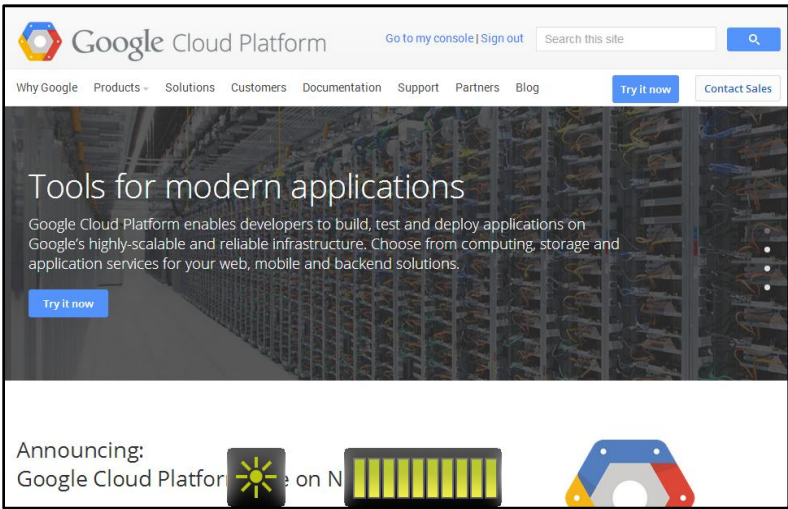 Google Cloud Platform
Go to my console | Sign out
Search this site
Why Google Products Solutions Customers Documentation Support Partners Blog
Try it now
Contact Sales
Tools for modern applications
Google Cloud Platform enables developers to build, test and deploy applications on
Google's highly-scalable and reliable infrastructure. Choose from computing, storage and
application services for your web, mobile and backend solutions.
Try it now
Announcing:
Google Cloud on N